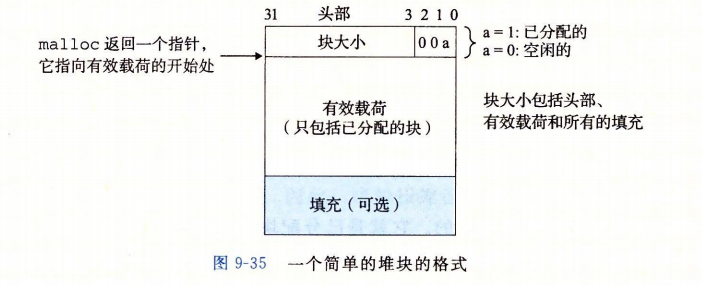 31 头部 3 2 1 0
malloc 返回一个指针，
它指向有效载荷的开始处
块大小 0 0 a
a = 1: 已分配的
a = 0: 空闲的
有效载荷
（只包括已分配的块）
块大小包括头部、
有效载荷和所有的填充
填充（可选）
图 9-35 一个简单的堆块的格式